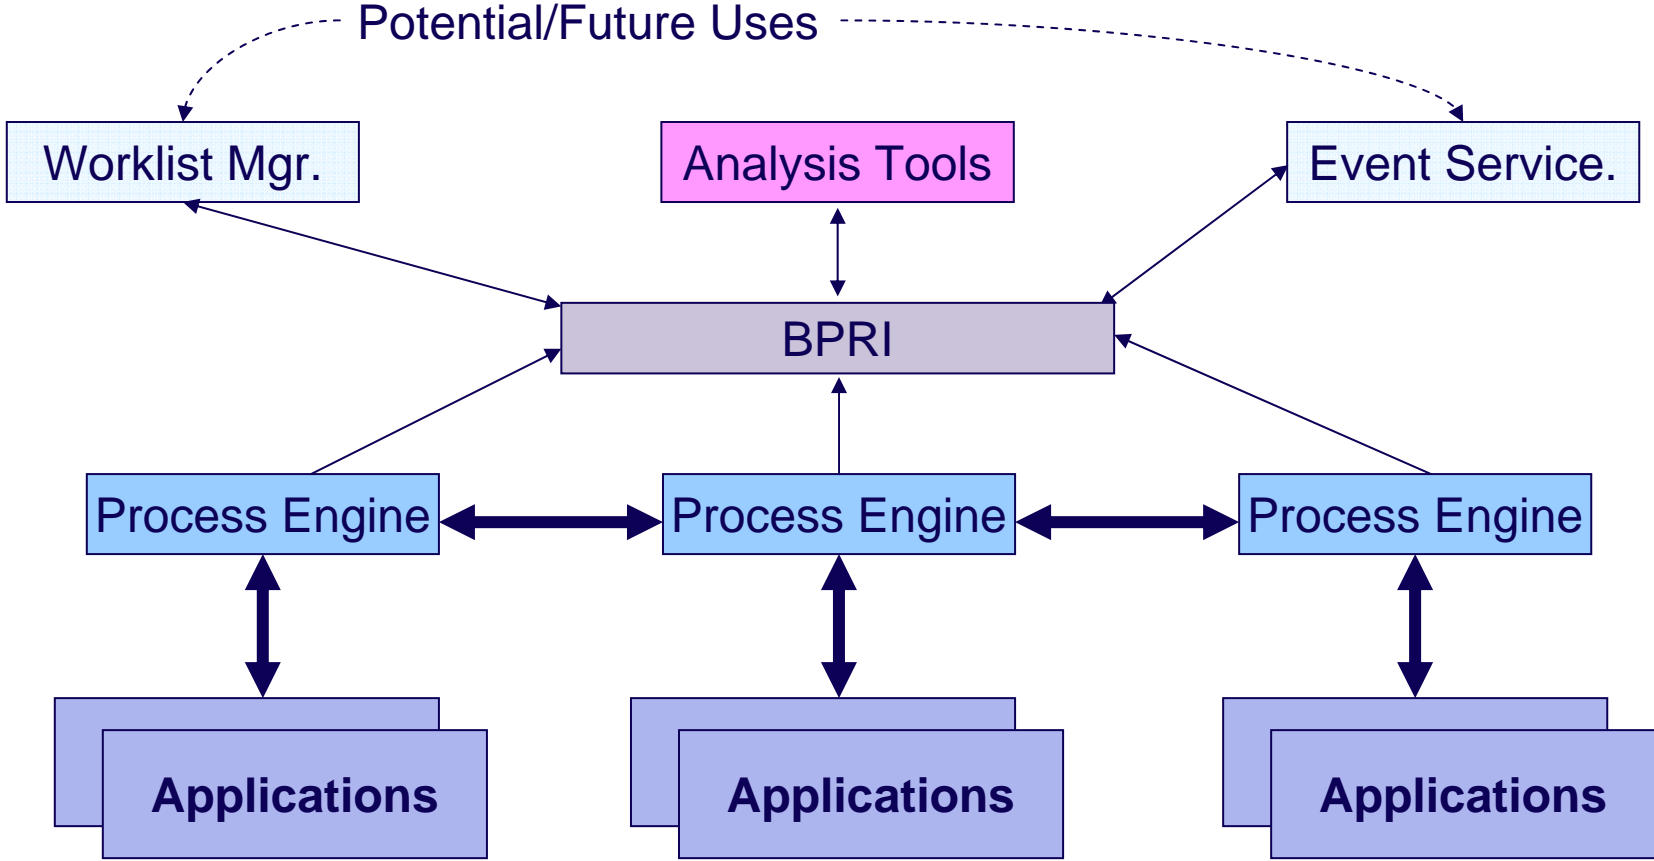 Potential/Future Uses
Worklist Mgr.
Analysis Tools
Event Service.
BPRI
Process Engine
Process Engine
Process Engine
Applications
Applications
Applications